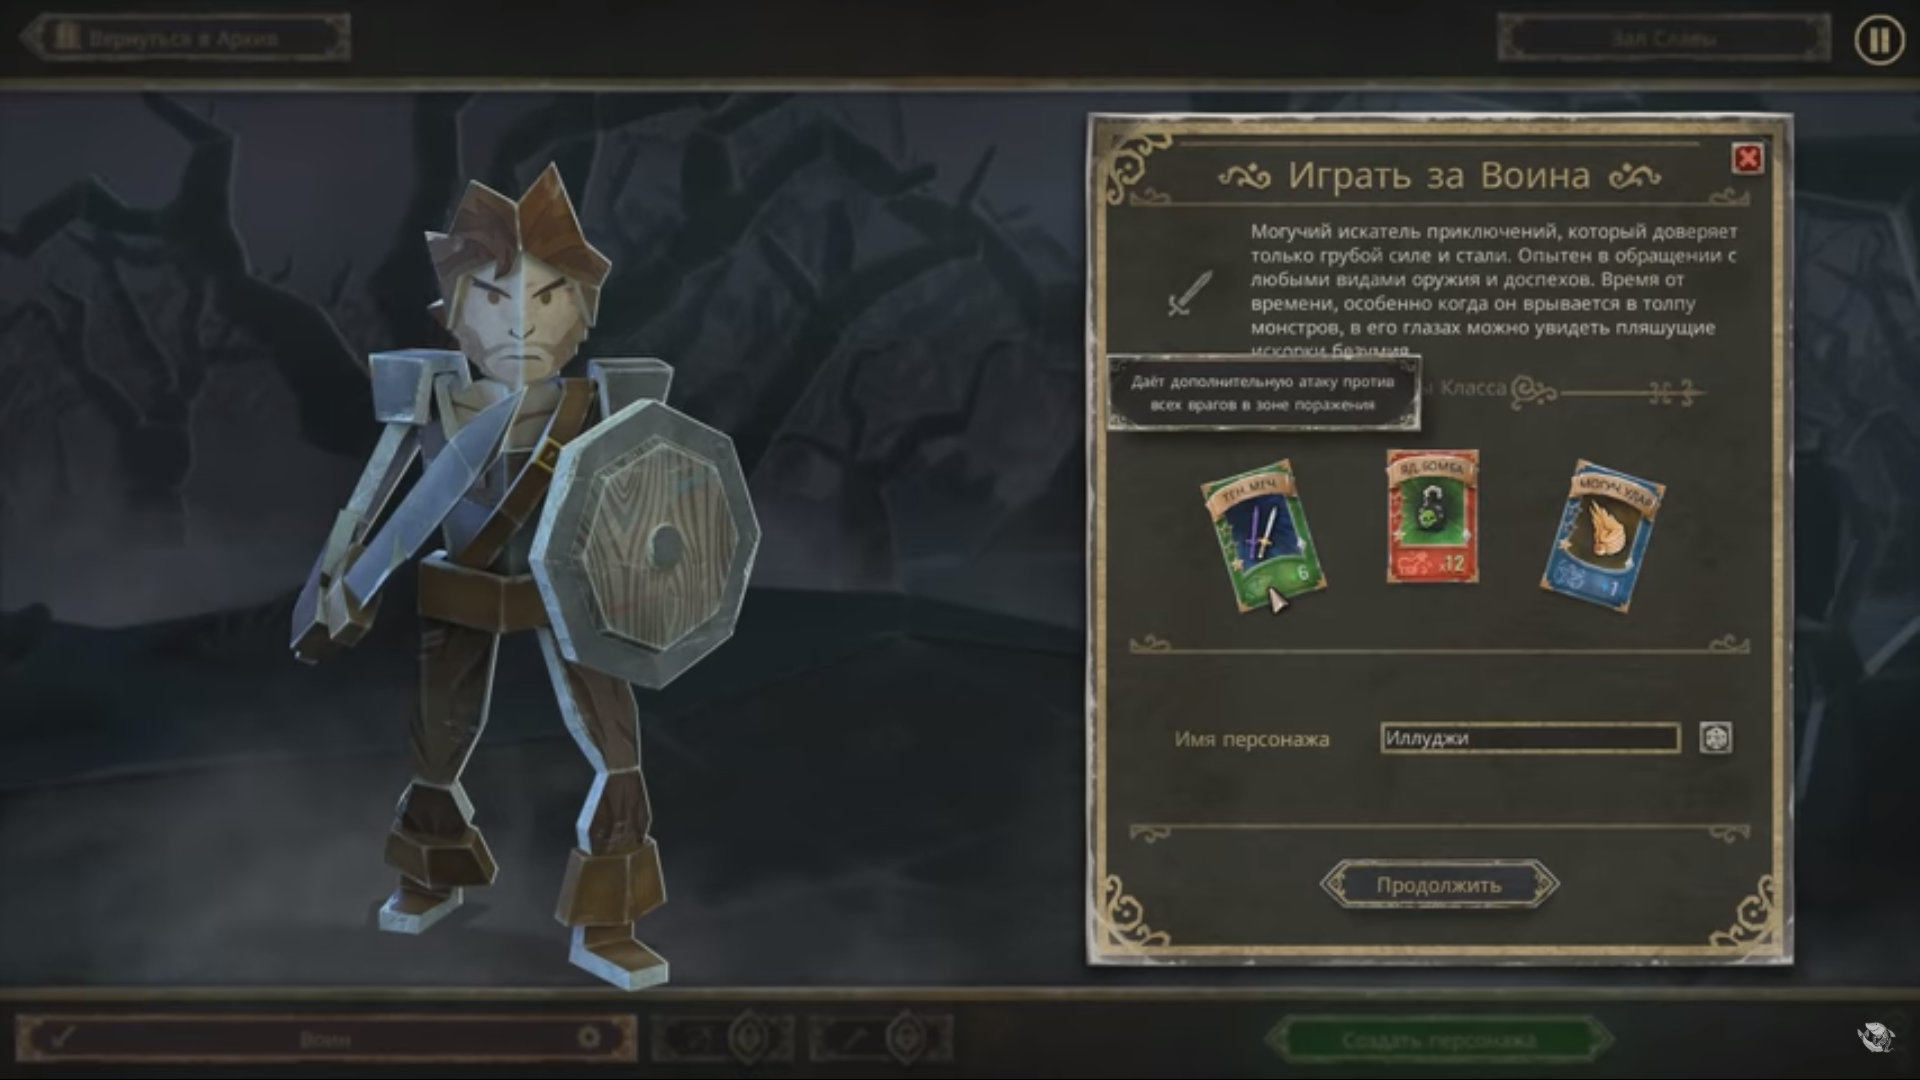 Вернуться в Архив
Зал Славы
Играть за Воина
Могучий искатель приключений, который доверяет
только грубой силе и стали. Опытен в обращении с
любыми видами оружия и доспехов. Время от
времени, особенно когда он врывается в толпу
монстров, в его глазах можно увидеть пляшущие
искорки безумия.
Даёт дополнительную атаку против
всех врагов в зоне поражения
ы Класса
ТЕН. МЕЧ
6
ЯД. БОМБА
x12
МОГУЧ. УДАР
1
Имя персонажа
Иллуджи
Продолжить
Воин
Создать персонажа